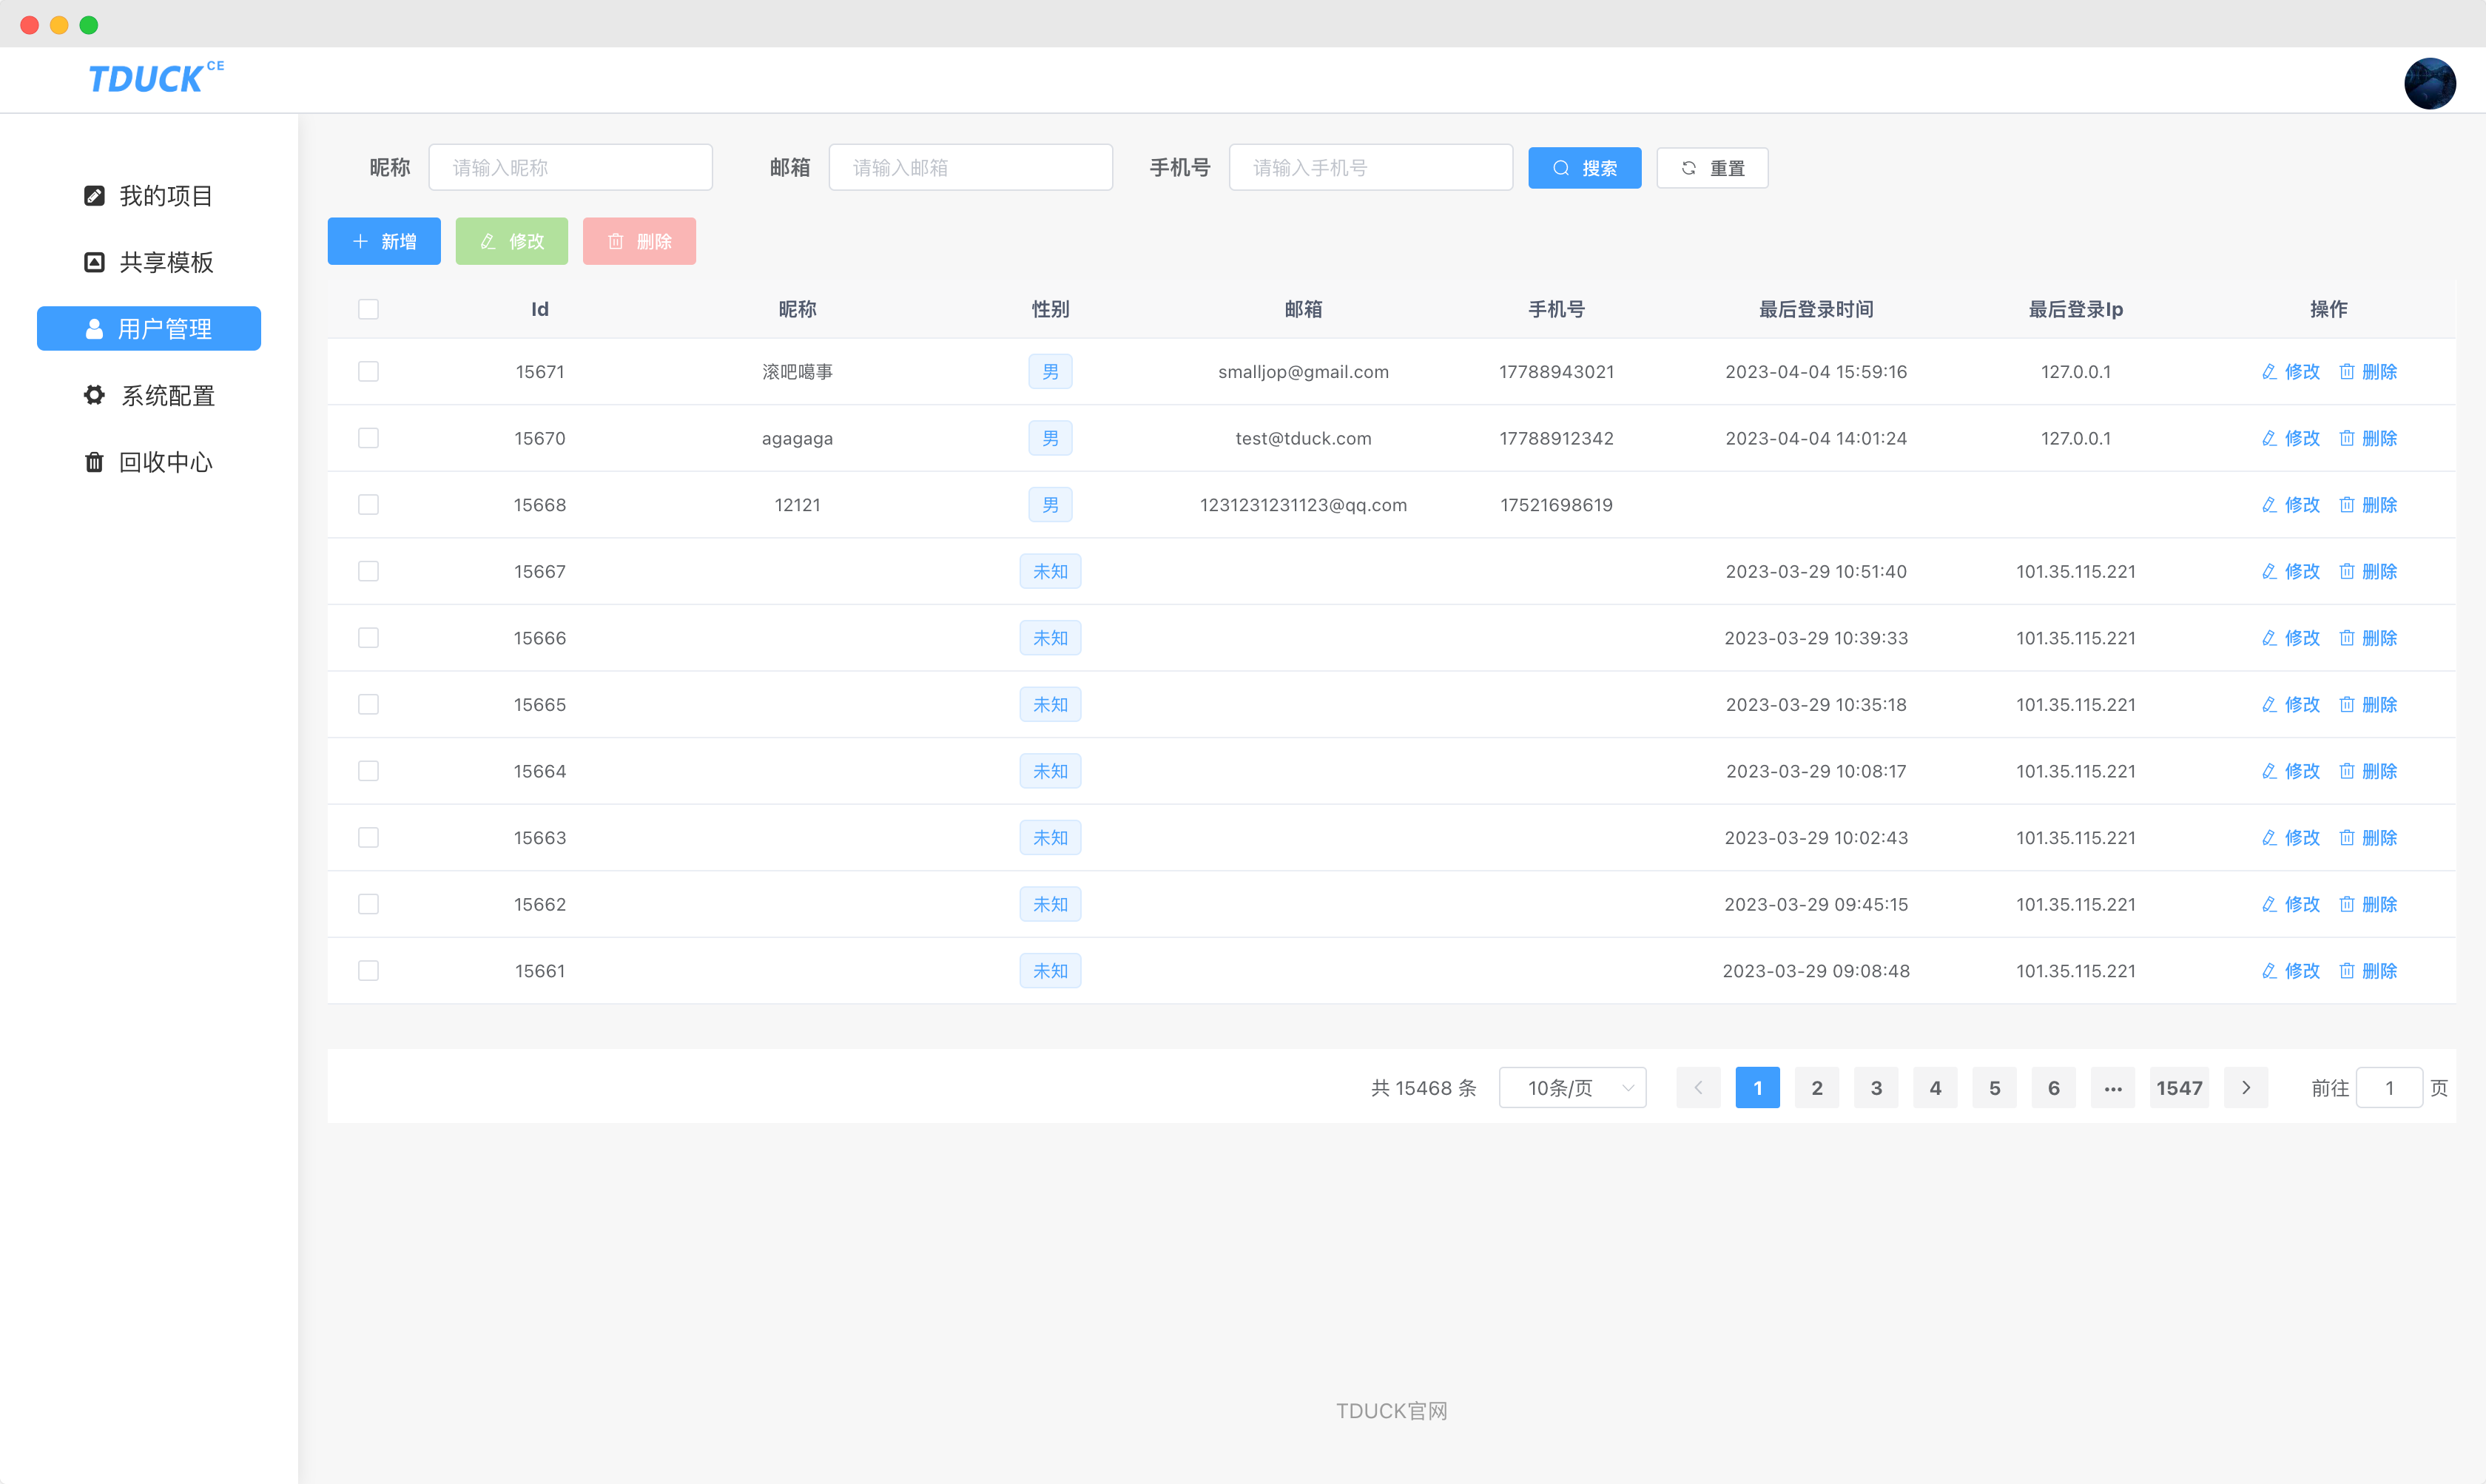 TDUCK CE
我的项目
共享模板
用户管理
系统配置
回收中心
昵称 请输入昵称 邮箱 请输入邮箱 手机号 请输入手机号 搜索 重置
新增 修改 删除
Id 昵称 性别 邮箱 手机号 最后登录时间 最后登录Ip 操作
15671 滚吧噶事 男 smalljop@gmail.com 17788943021 2023-04-04 15:59:16 127.0.0.1 修改 删除
15670 agagaga 男 test@tduck.com 17788912342 2023-04-04 14:01:24 127.0.0.1 修改 删除
15668 12121 男 1231231231123@qq.com 17521698619 修改 删除
15667 未知 2023-03-29 10:51:40 101.35.115.221 修改 删除
15666 未知 2023-03-29 10:39:33 101.35.115.221 修改 删除
15665 未知 2023-03-29 10:35:18 101.35.115.221 修改 删除
15664 未知 2023-03-29 10:08:17 101.35.115.221 修改 删除
15663 未知 2023-03-29 10:02:43 101.35.115.221 修改 删除
15662 未知 2023-03-29 09:45:15 101.35.115.221 修改 删除
15661 未知 2023-03-29 09:08:48 101.35.115.221 修改 删除
共 15468 条 10条/页 1 2 3 4 5 6 ... 1547 前往 1 页
TDUCK官网